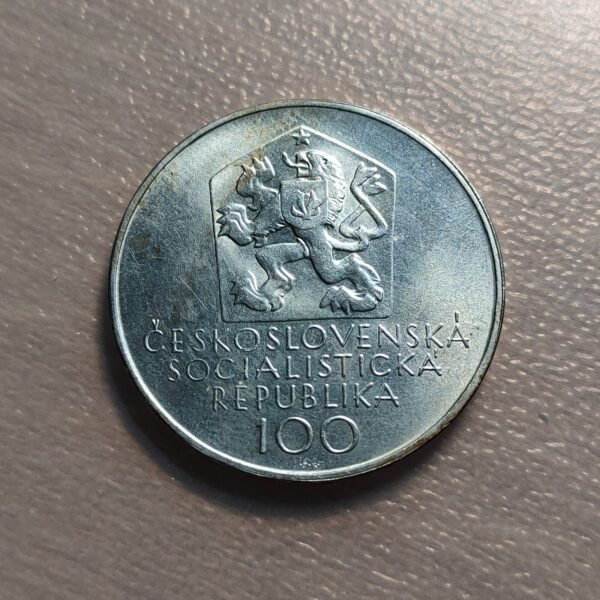 ČESKOSLOVENSKÁ
SOCIALISTICKÁ
REPUBLIKA
100